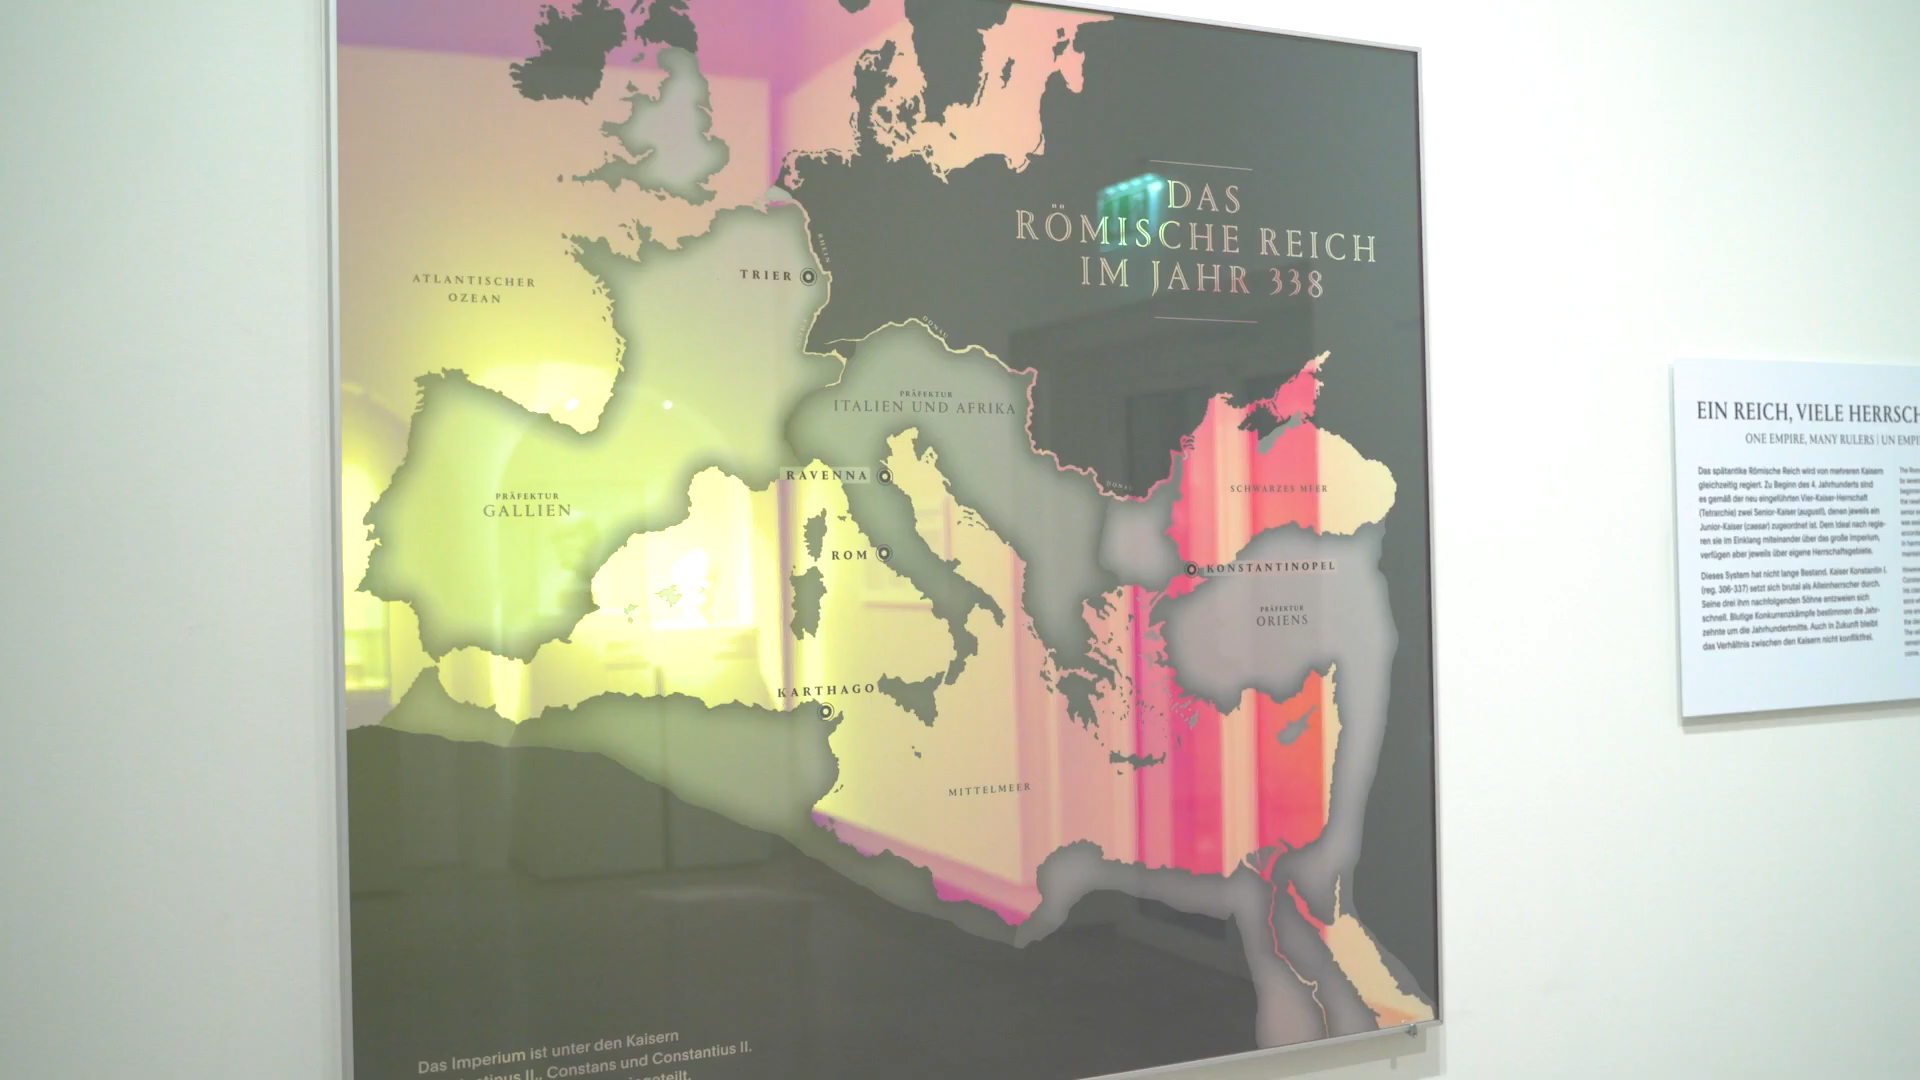 DAS
RÖMISCHE REICH
IM JAHR 338
ATLANTISCHER
OZEAN
TRIER
RHEIN
DONAU
PRÄFEKTUR
ITALIEN UND AFRIKA
RAVENNA
PRÄFEKTUR
GALLIEN
DONAU
SCHWARZES MEER
ROM
KONSTANTINOPEL
PRÄFEKTUR
ORIENS
KARTHAGO
MITTELMEER
Das Imperium ist unter den Kaisern
II., Constans und Constantius II.
EIN REICH, VIELE
ONE EMPIRE, MANY RULERS | UN
Das spätantike Römische Reich wird von mehreren Kaisern
gleichzeitig regiert. Zu Beginn des 4. Jahrhunderts sind
es gemäß der neu eingeführten Vier-Kaiser-Herrschaft
(Tetrarchie) zwei Senior-Kaiser (augusti), denen jeweils ein
Junior-Kaiser (caesar) zugeordnet ist. Dem Ideal nach regie-
ren sie im Einklang miteinander über das große Imperium,
verfügen aber jeweils über eigene Herrschaftsgebiete.
Dieses System hat nicht lange Bestand. Kaiser Konstantin I.
(reg. 306-337) setzt sich brutal als Alleinherrscher durch.
Seine drei ihm nachfolgenden Söhne entzweien sich
schnell. Blutige Konkurrenzkämpfe bestimmen die Jahr-
zehnte um die Jahrhundertmitte. Auch in Zukunft bleibt
das Verhältnis zwischen den Kaisern nicht konfliktfrei.